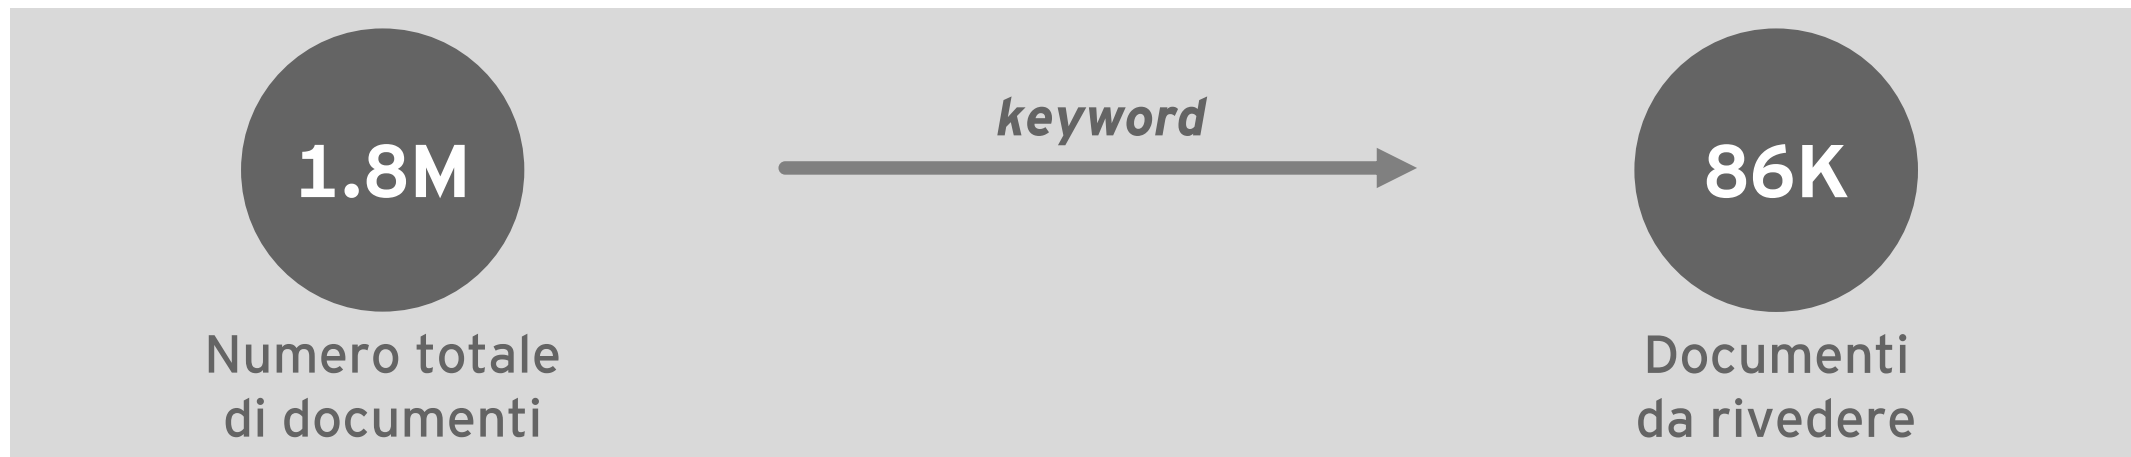 1.8M
Numero totale
di documenti
keyword
86K
Documenti
da rivedere